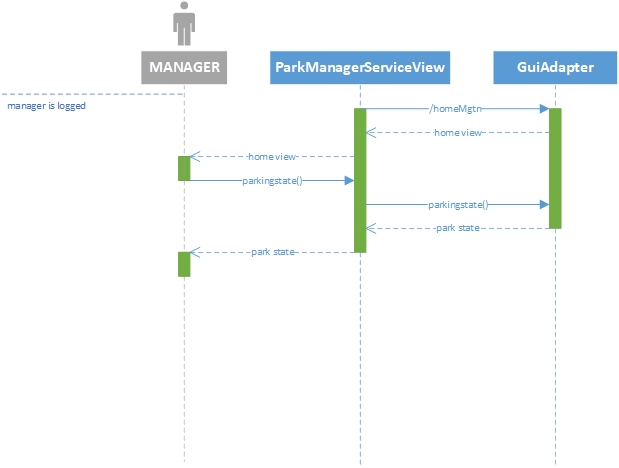 MANAGER
ParkManagerServiceView
GuiAdapter
manager is logged
/homeMgtn
home view
home view
parkingstate()
parkingstate()
park state
park state